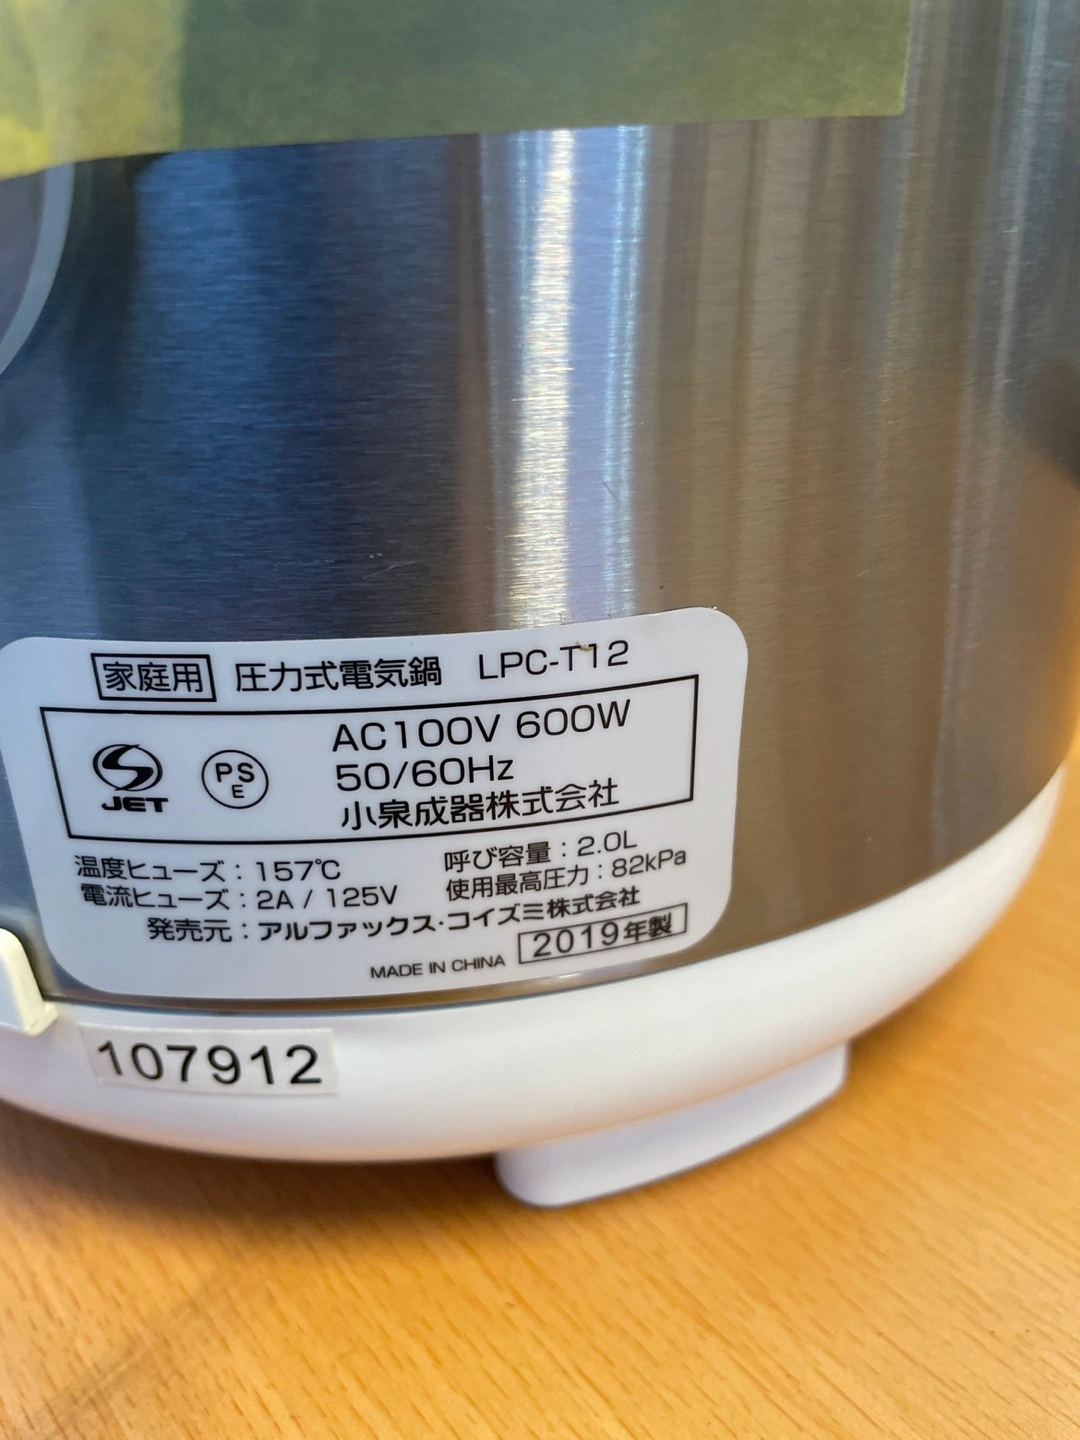 家庭用 圧力式電気鍋 LPC-T12
AC100V 600W
50/60Hz
小泉成器株式会社
JET
PS
E
温度ヒューズ：157℃ 呼び容量：2.0L
電流ヒューズ：2A / 125V 使用最高圧力：82kPa
発売元：アルファックス・コイズミ株式会社
MADE IN CHINA 2019年製
107912